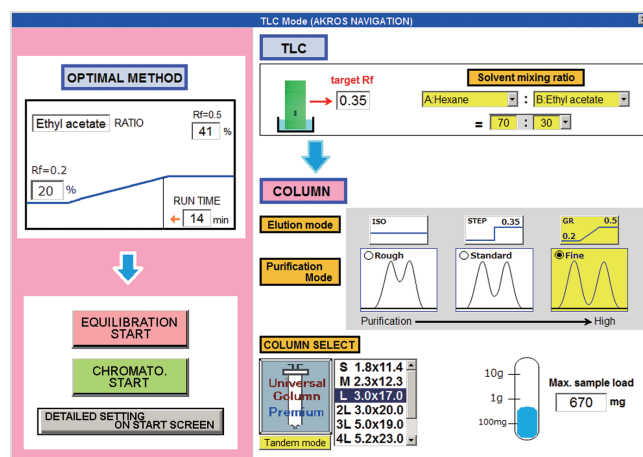 TLC Mode (AKROS NAVIGATION)
OPTIMAL METHOD
Ethyl acetate RATIO
Rf=0.5
41 %
Rf=0.2
20 %
RUN TIME
← 14 min
EQUILIBRATION
START
CHROMATO.
START
DETAILED SETTING
ON START SCREEN
TLC
target Rf
0.35
Solvent mixing ratio
A:Hexane : B:Ethyl acetate
= 70 : 30
COLUMN
Elution mode
ISO
STEP 0.35
GR 0.5
0.2
Purification
Mode
Rough
Standard
Fine
Purification High
COLUMN SELECT
Universal
Column
Premium
Tandem mode
S 1.8x11.4
M 2.3x12.3
L 3.0x17.0
2L 3.0x20.0
3L 5.0x19.0
4L 5.2x23.0
10g
1g
100mg
Max. sample load
670 mg